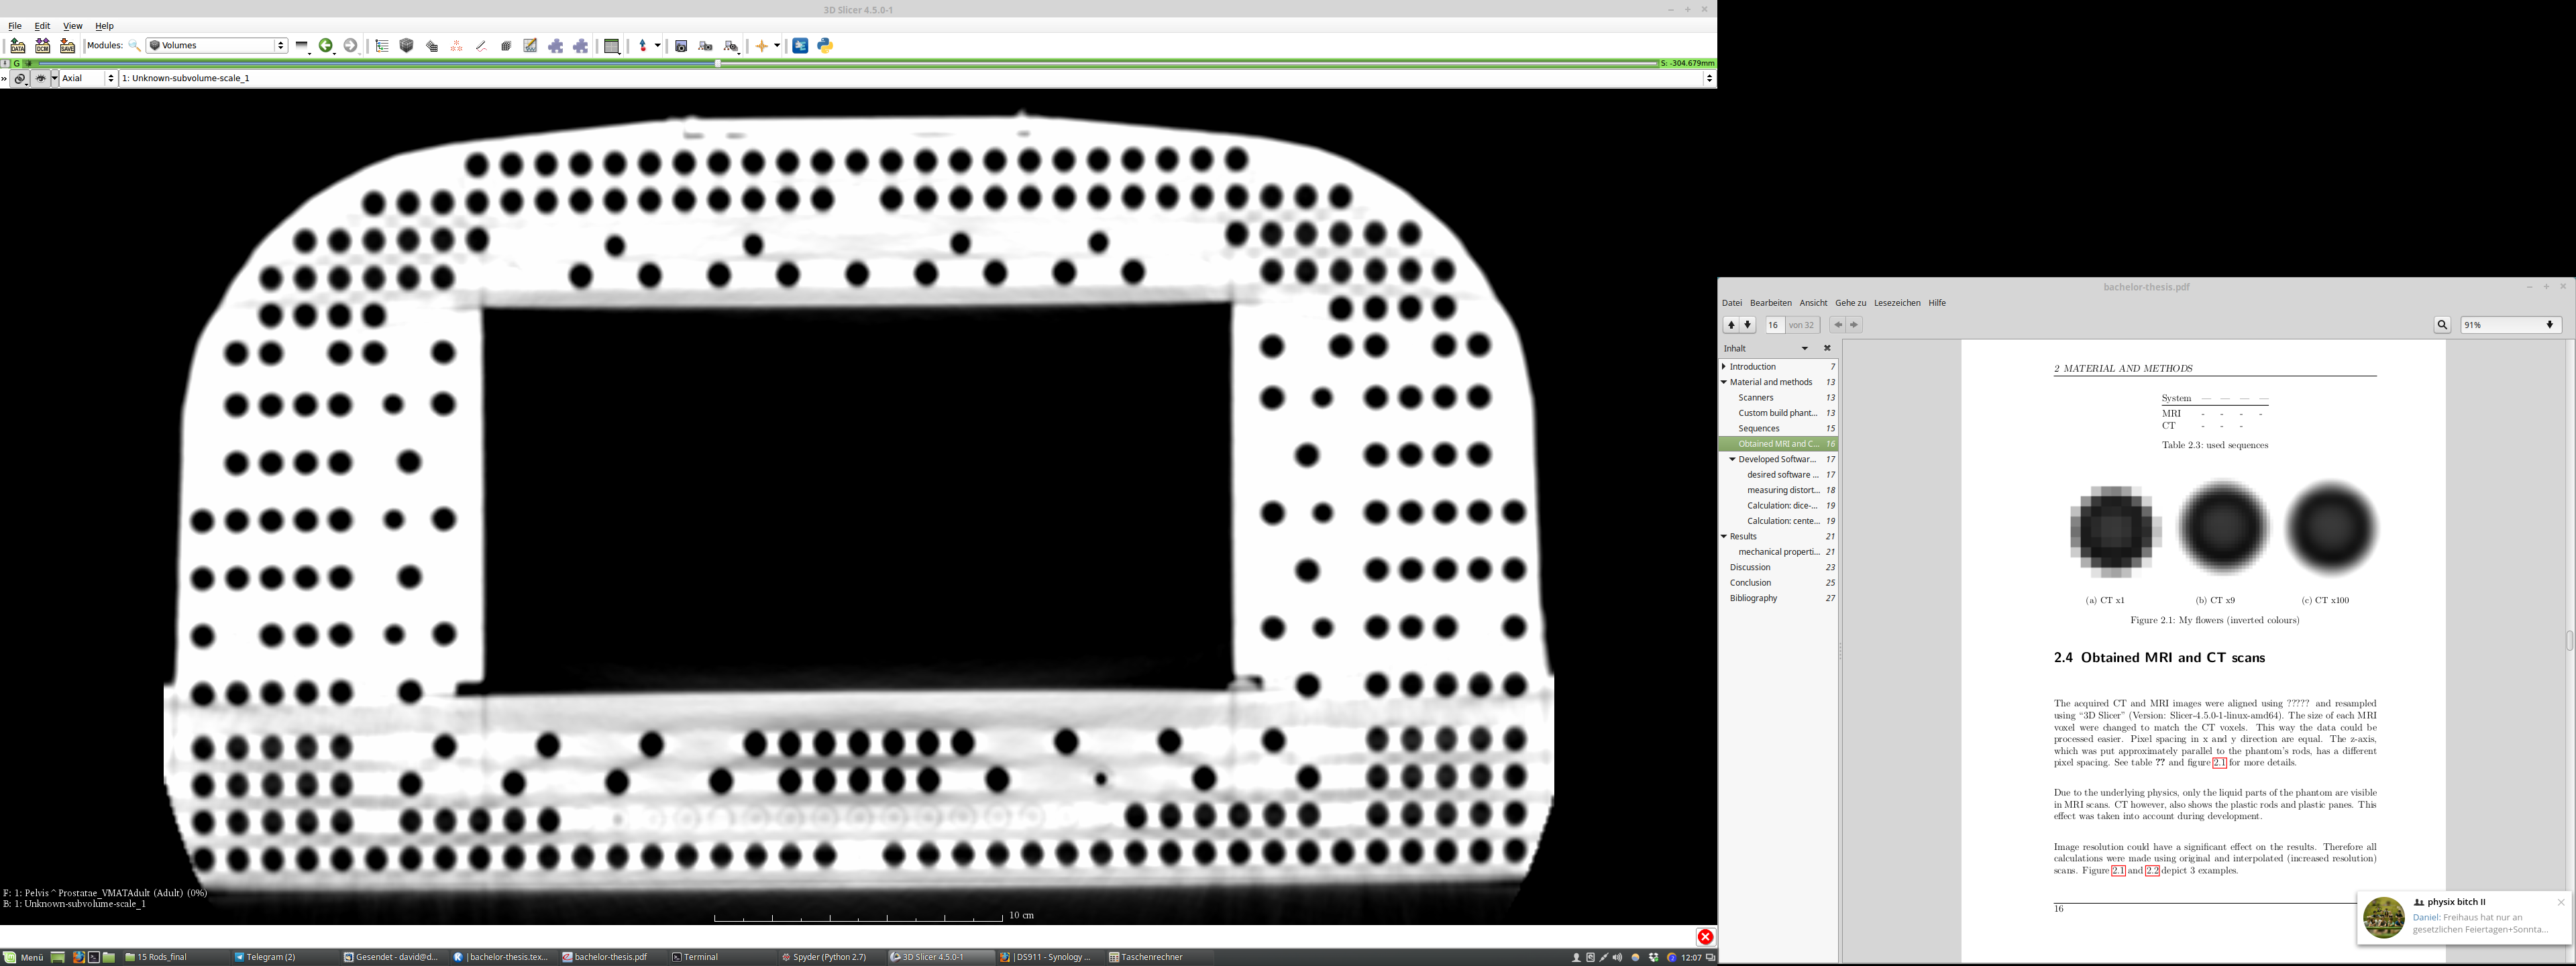 3D Slicer 4.5.0-1
File Edit View Help
DATA DCM SAVE Modules: Volumes
G S: -304.679mm
Axial 1: Unknown-subvolume-scale_1
F: 1: Pelvis^Prostatae_VMATAdult (Adult) (0%)
B: 1: Unknown-subvolume-scale_1
10 cm
bachelor-thesis.pdf
Datei Bearbeiten Ansicht Gehe zu Lesezeichen Hilfe
16 von 32 91%
Inhalt
Introduction 7
Material and methods 13
Scanners 13
Custom build phant... 13
Sequences 15
Obtained MRI and C... 16
Developed Softwar... 17
desired software ... 17
measuring distort... 18
Calculation: dice-... 19
Calculation: cente... 19
Results 21
mechanical properti... 21
Discussion 23
Conclusion 25
Bibliography 27
2 MATERIAL AND METHODS
System — — — —
MRI - - - -
CT - - -
Table 2.3: used sequences
(a) CT x1 (b) CT x9 (c) CT x100
Figure 2.1: My flowers (inverted colours)
2.4 Obtained MRI and CT scans
The acquired CT and MRI images were aligned using ????? and resampled
using “3D Slicer” (Version: Slicer-4.5.0-1-linux-amd64). The size of each MRI
voxel were changed to match the CT voxels. This way the data could be
processed easier. Pixel spacing in x and y direction are equal. The z-axis,
which was put approximately parallel to the phantom's rods, has a different
pixel spacing. See table ?? and figure 2.1 for more details.
Due to the underlying physics, only the liquid parts of the phantom are visible
in MRI scans. CT however, also shows the plastic rods and plastic panes. This
effect was taken into account during development.
Image resolution could have a significant effect on the results. Therefore all
calculations were made using original and interpolated (increased resolution)
scans. Figure 2.1 and 2.2 depict 3 examples.
16
physix bitch II
Daniel: Freihaus hat nur an
gesetzlichen Feiertagen+Sonnta...
Menü 15 Rods_final Telegram (2) Gesendet - david@d... |bachelor-thesis.tex... bachelor-thesis.pdf Terminal Spyder (Python 2.7) 3D Slicer 4.5.0-1 |DS911 - Synology ... Taschenrechner 12:07